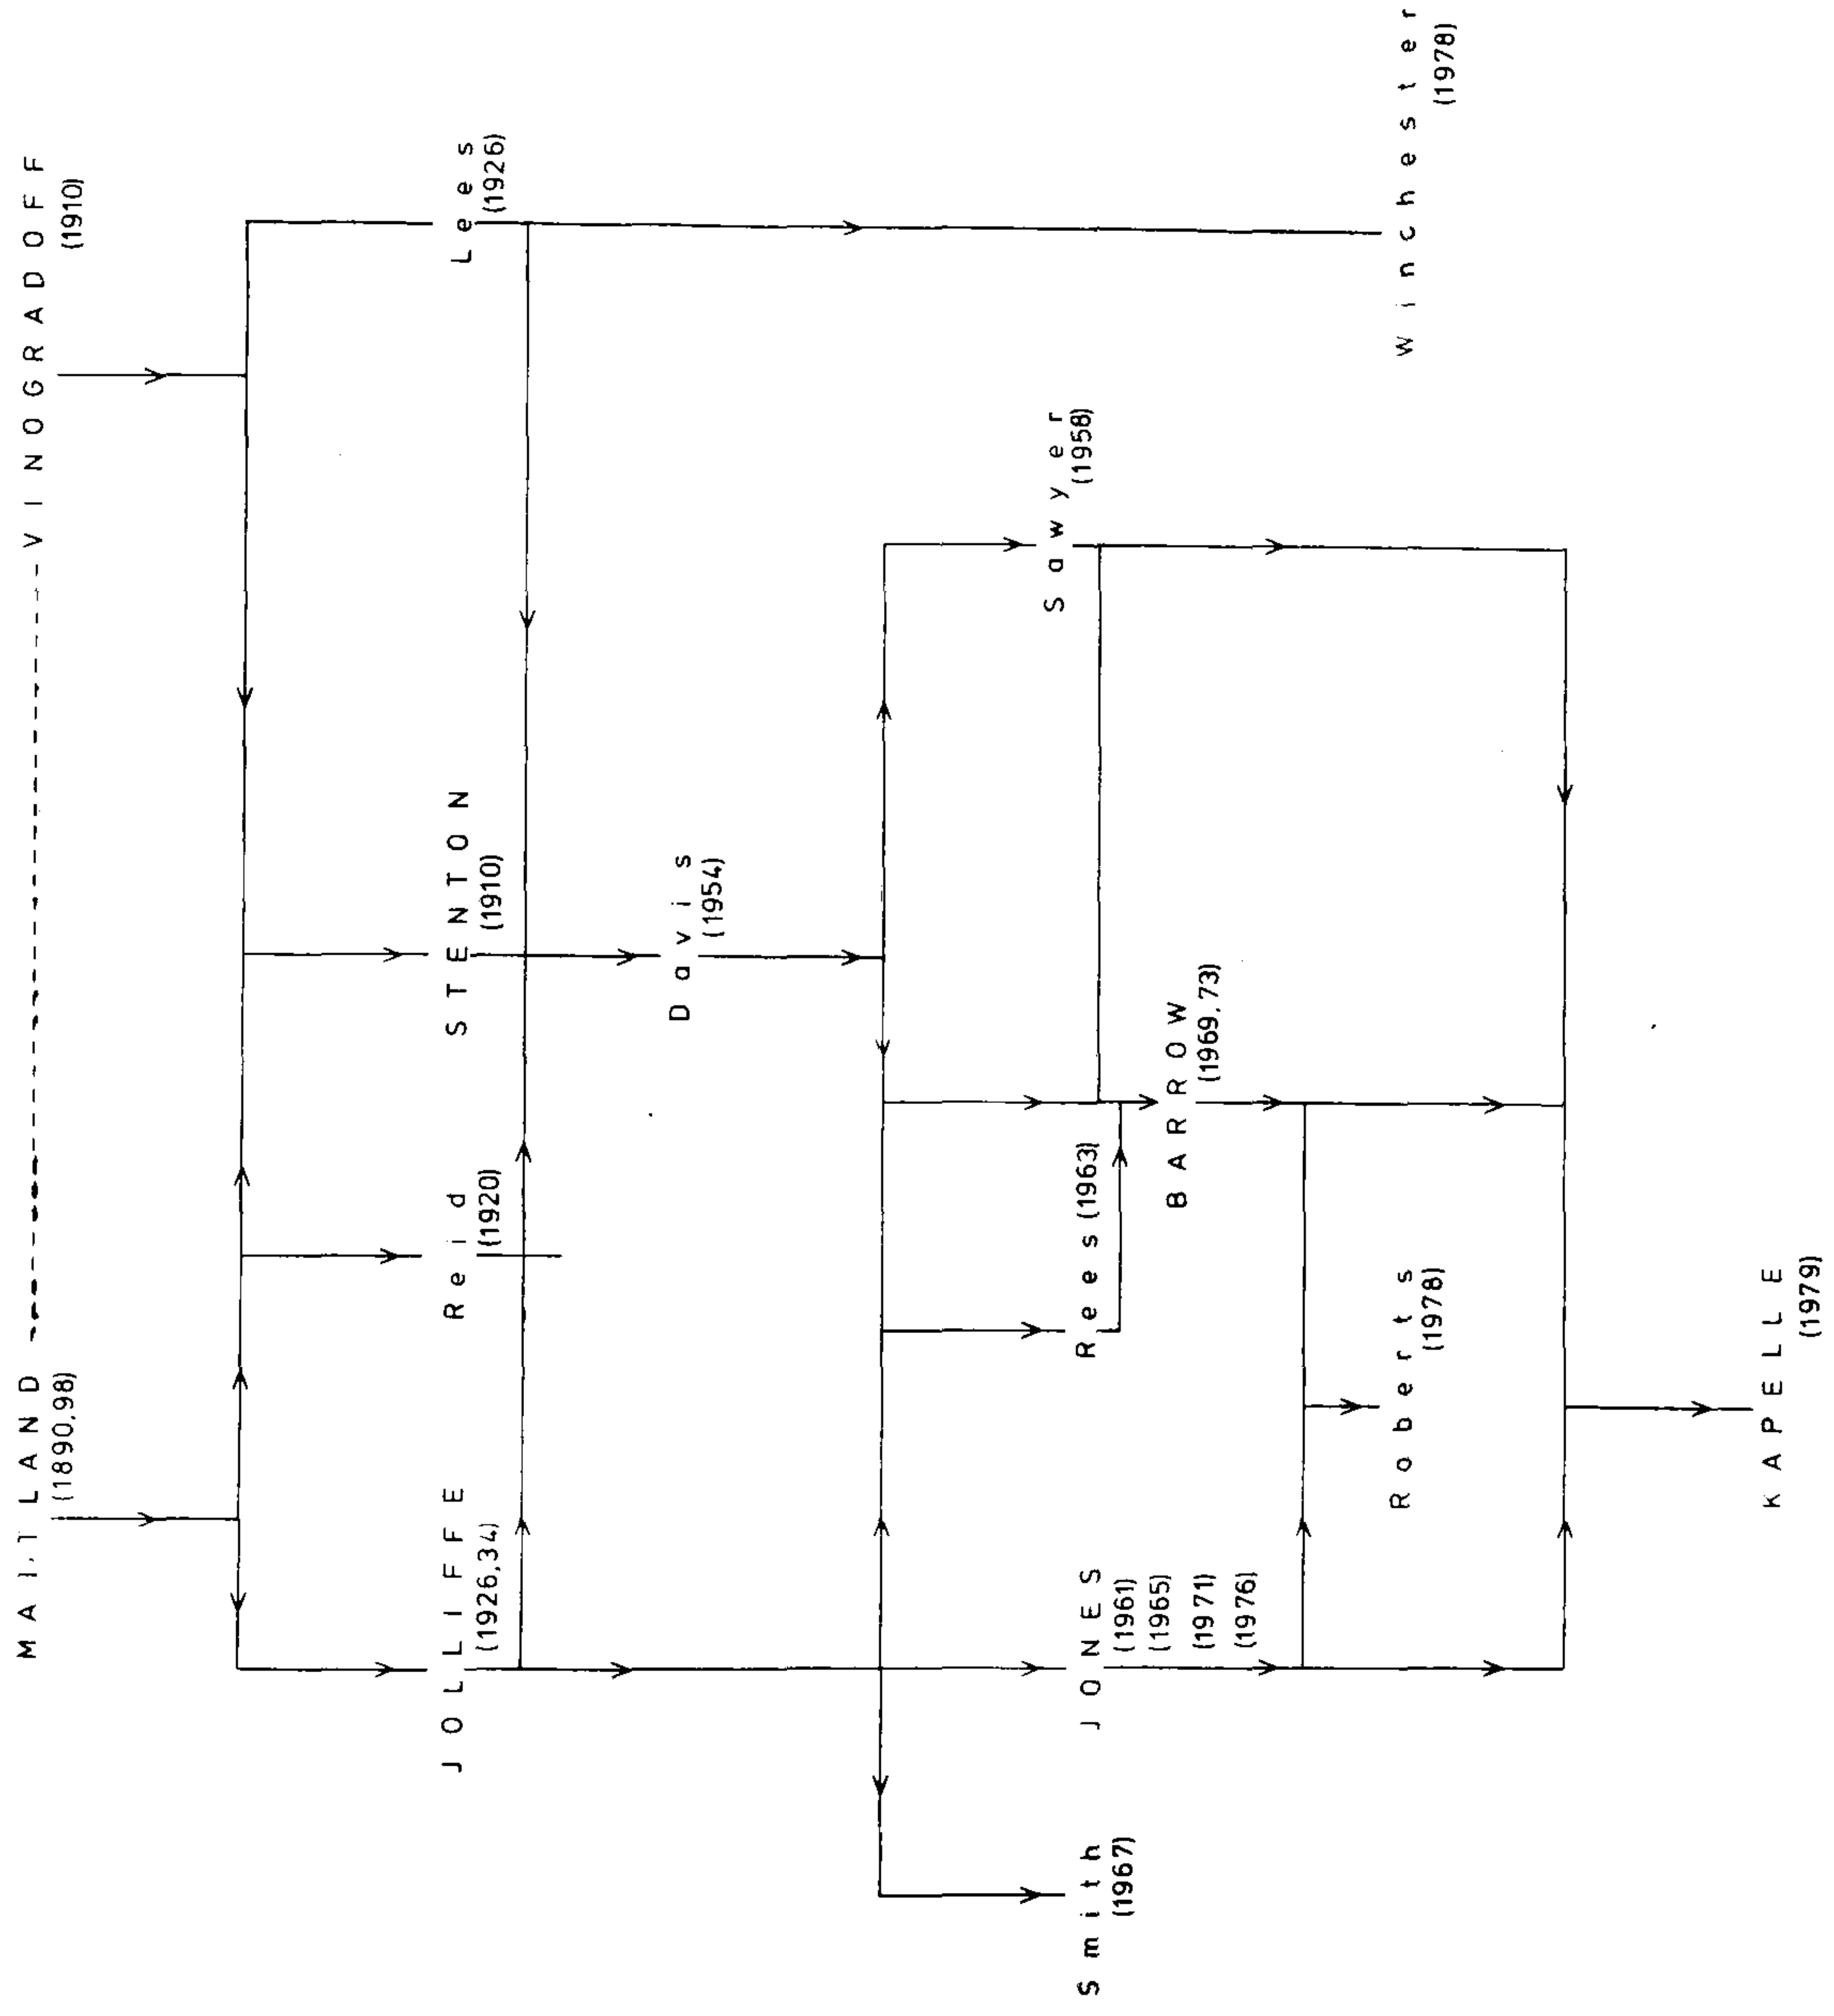 MAITLAND
(1890,98)
VINOGRADOFF
(1910)
JOLLIFFE
(1926,34)
Reid
(1920)
STENTON
(1910)
Lees
(1926)
Davis
(1954)
Smith
(1967)
JONES
(1961)
(1965)
(1971)
(1976)
Rees (1963)
Sawyer
(1958)
BARROW
(1969,73)
Roberts
(1978)
Winchester
(1978)
KAPELLE
(1979)